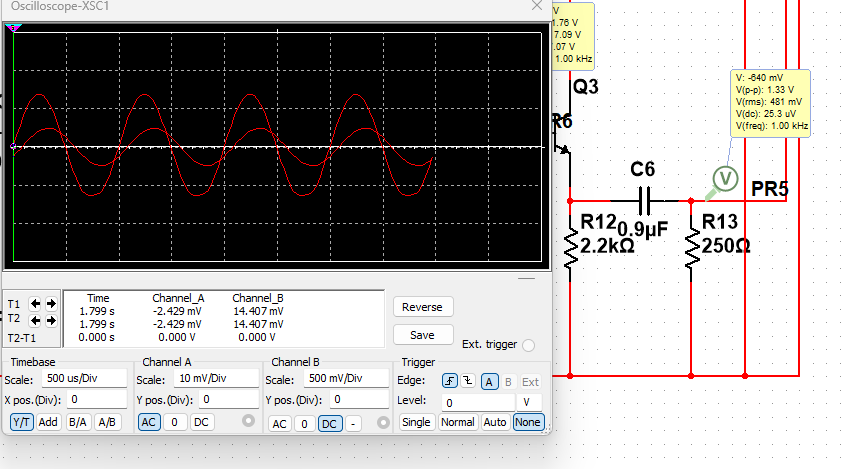 Oscilloscope-XSC1
V
1.76 V
7.09 V
.07 V
1.00 kHz
Q3
R6
V: -640 mV
V(p-p): 1.33 V
V(rms): 481 mV
V(dc): 25.3 uV
V(freq): 1.00 kHz
V
PR5
C6
0.9µF
R12
2.2kΩ
R13
250Ω
T1
T2
T2-T1
Time Channel_A Channel_B
1.799 s -2.429 mV 14.407 mV
1.799 s -2.429 mV 14.407 mV
0.000 s 0.000 V 0.000 V
Reverse
Save
Ext. trigger
Timebase
Scale: 500 us/Div
X pos.(Div): 0
Y/T Add B/A A/B
Channel A
Scale: 10 mV/Div
Y pos.(Div): 0
AC 0 DC
Channel B
Scale: 500 mV/Div
Y pos.(Div): 0
AC 0 DC -
Trigger
Edge: A B Ext
Level: 0 V
Single Normal Auto None